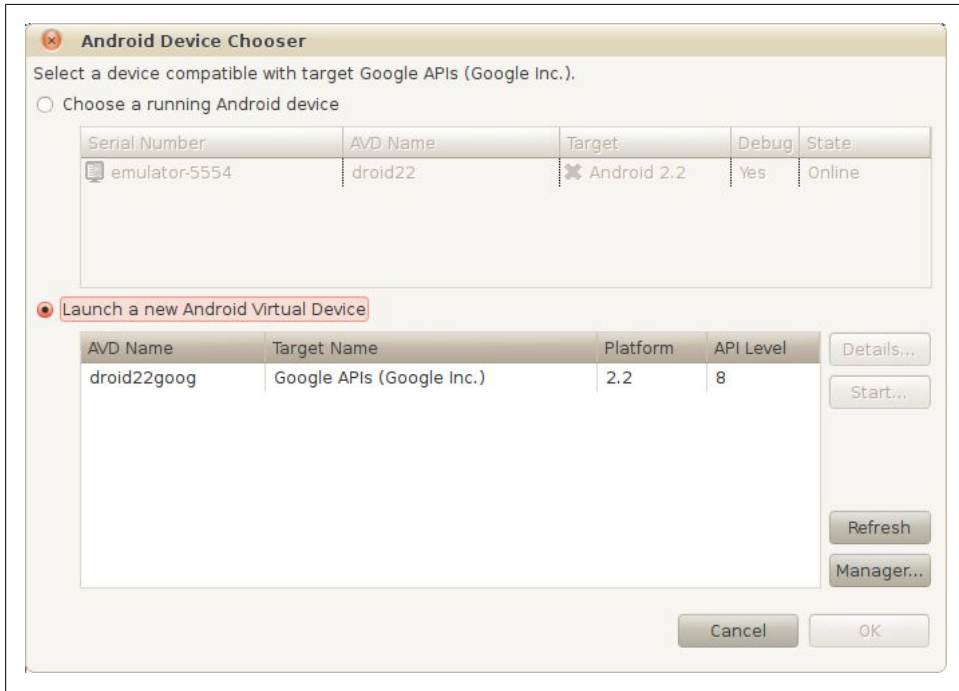 Android Device Chooser
Select a device compatible with target Google APIs (Google Inc.).
Choose a running Android device
Serial Number AVD Name Target Debug State
emulator-5554 droid22 Android 2.2 Yes Online
Launch a new Android Virtual Device
AVD Name Target Name Platform API Level
droid22goog Google APIs (Google Inc.) 2.2 8
Details...
Start...
Refresh
Manager...
Cancel OK